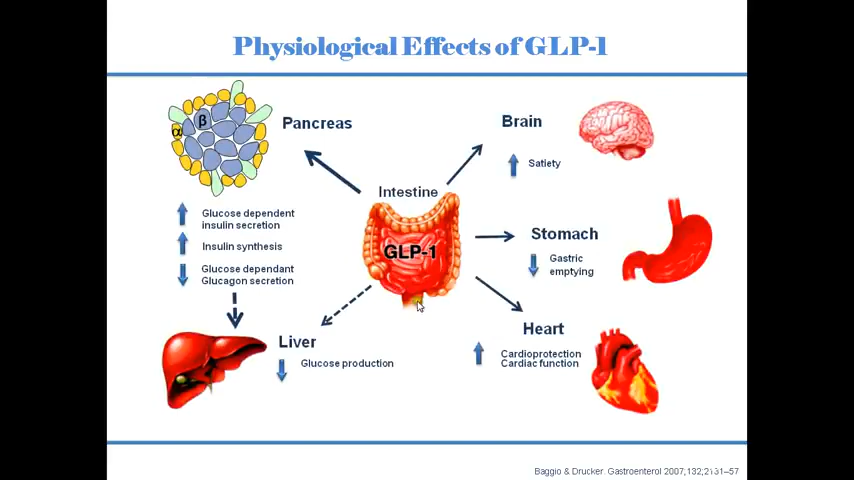 Physiological Effects of GLP-1
β
α
Pancreas
Glucose dependent
insulin secretion
Insulin synthesis
Glucose dependant
Glucagon secretion
Intestine
GLP-1
Brain
Satiety
Stomach
Gastric
emptying
Liver
Glucose production
Heart
Cardioprotection
Cardiac function
Baggio & Drucker. Gastroenterol 2007;132;2131–57